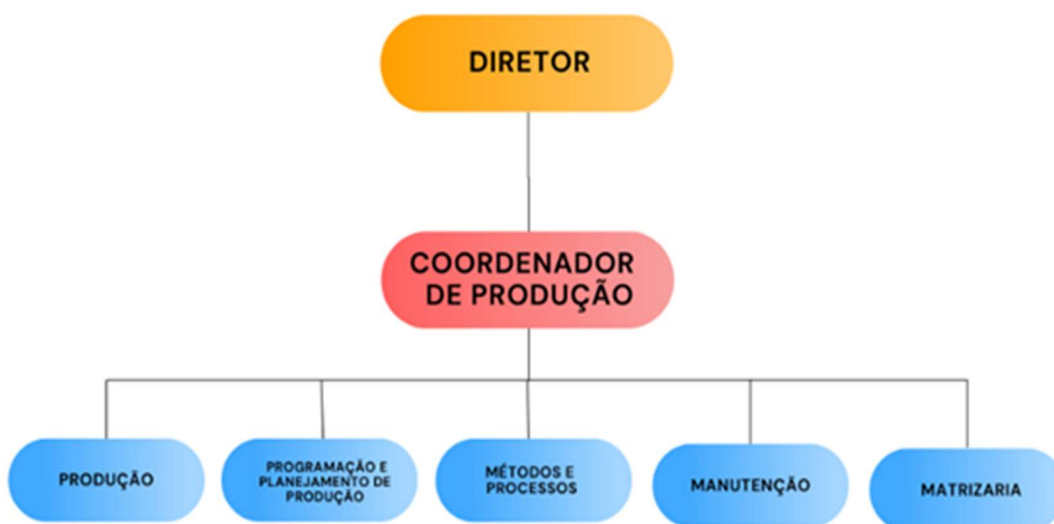 DIRETOR
COORDENADOR
DE PRODUÇÃO
PRODUÇÃO
PROGRAMAÇÃO E
PLANEJAMENTO DE
PRODUÇÃO
MÉTODOS E
PROCESSOS
MANUTENÇÃO
MATRIZARIA